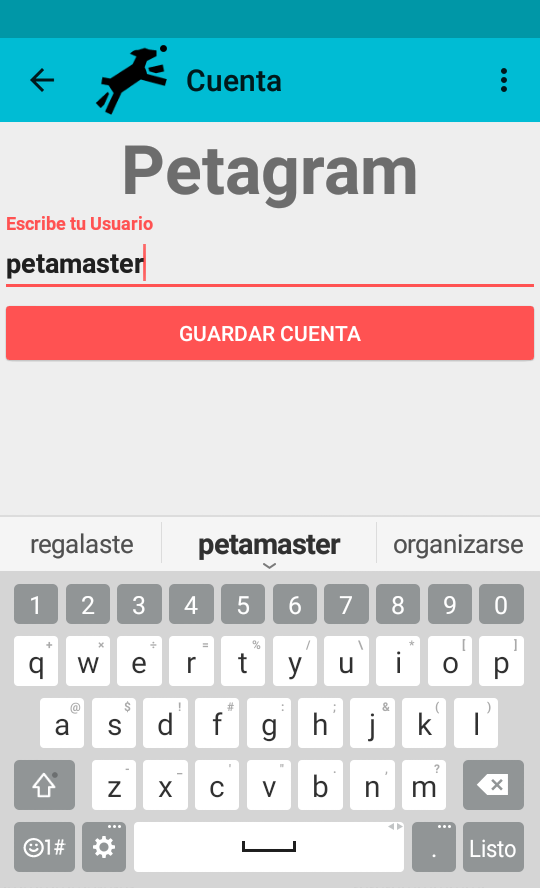 Cuenta
Petagram
Escribe tu Usuario
petamaster
GUARDAR CUENTA
regalaste petamaster organizarse
1 2 3 4 5 6 7 8 9 0
+ × ÷ = % / \ * [ ]
q w e r t y u i o p
@ $ ! # : ; & ( )
a s d f g h j k l
- _ ' " . , ?
z x c v b n m
1# . Listo